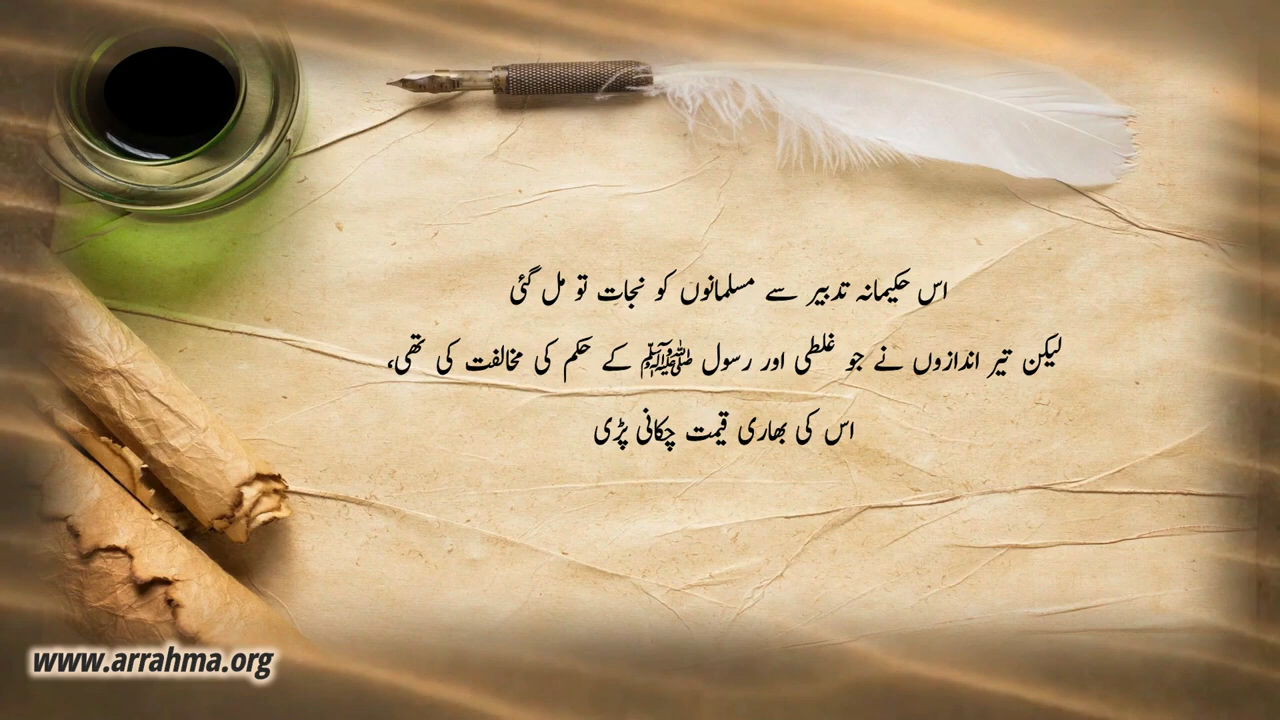 اس حکیمانہ تدبیر سے مسلمانوں کو نجات تو مل گئی
لیکن تیر اندازوں نے جو غلطی اور رسول ﷺ کے حکم کی مخالفت کی تھی،
اس کی بھاری قیمت چکانی پڑی
www.arrahma.org